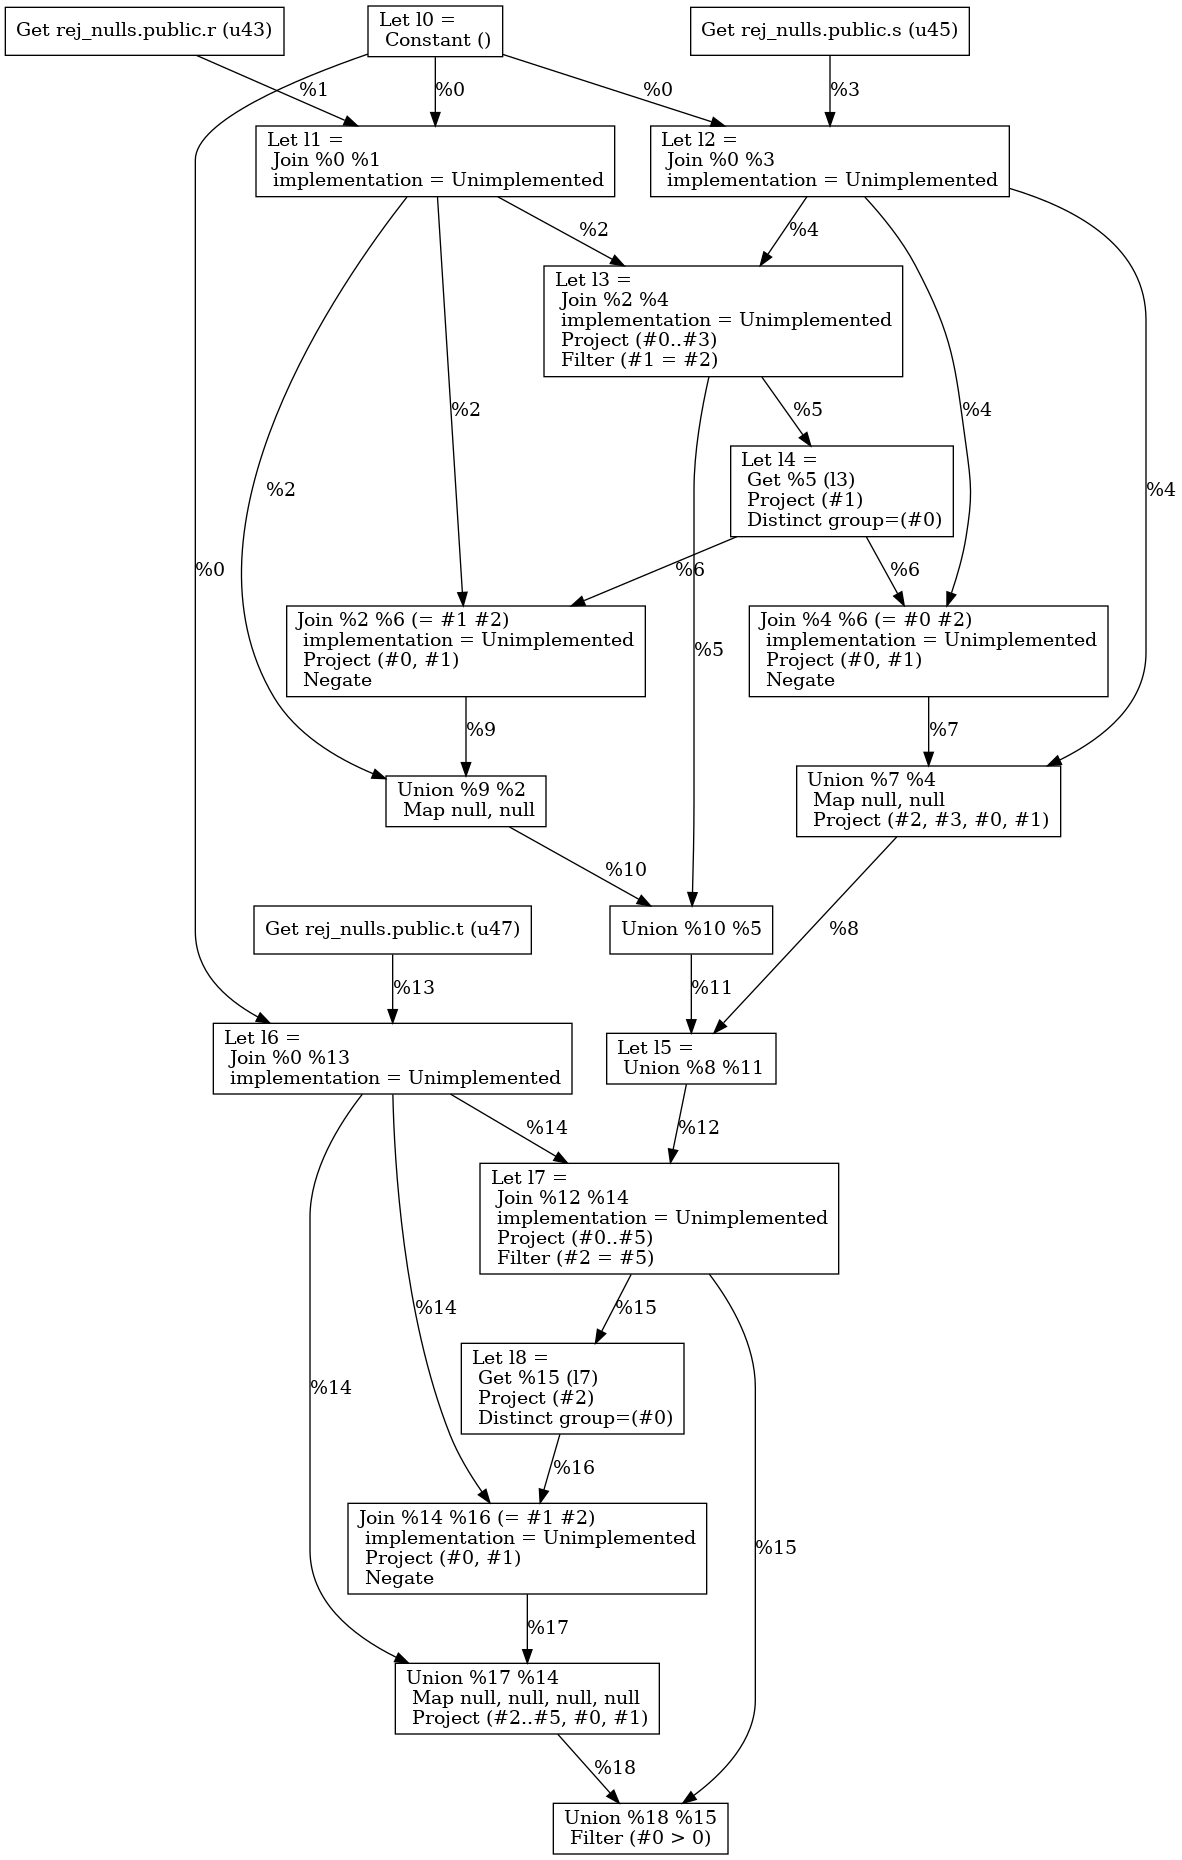 Get rej_nulls.public.r (u43)
Let l0 =
Constant ()
Get rej_nulls.public.s (u45)
%1
%0
%0
%3
Let l1 =
Join %0 %1
implementation = Unimplemented
Let l2 =
Join %0 %3
implementation = Unimplemented
%2
%4
Let l3 =
Join %2 %4
implementation = Unimplemented
Project (#0..#3)
Filter (#1 = #2)
%2
%5
%4
Let l4 =
Get %5 (l3)
Project (#1)
Distinct group=(#0)
%2
%4
%0
%6
%6
Join %2 %6 (= #1 #2)
implementation = Unimplemented
Project (#0, #1)
Negate
%5
Join %4 %6 (= #0 #2)
implementation = Unimplemented
Project (#0, #1)
Negate
%9
%7
Union %9 %2
Map null, null
Union %7 %4
Map null, null
Project (#2, #3, #0, #1)
%10
Get rej_nulls.public.t (u47)
Union %10 %5
%8
%13
%11
Let l6 =
Join %0 %13
implementation = Unimplemented
Let l5 =
Union %8 %11
%14
%12
Let l7 =
Join %12 %14
implementation = Unimplemented
Project (#0..#5)
Filter (#2 = #5)
%14
%15
Let l8 =
Get %15 (l7)
Project (#2)
Distinct group=(#0)
%14
%16
Join %14 %16 (= #1 #2)
implementation = Unimplemented
Project (#0, #1)
Negate
%15
%17
Union %17 %14
Map null, null, null, null
Project (#2..#5, #0, #1)
%18
Union %18 %15
Filter (#0 > 0)